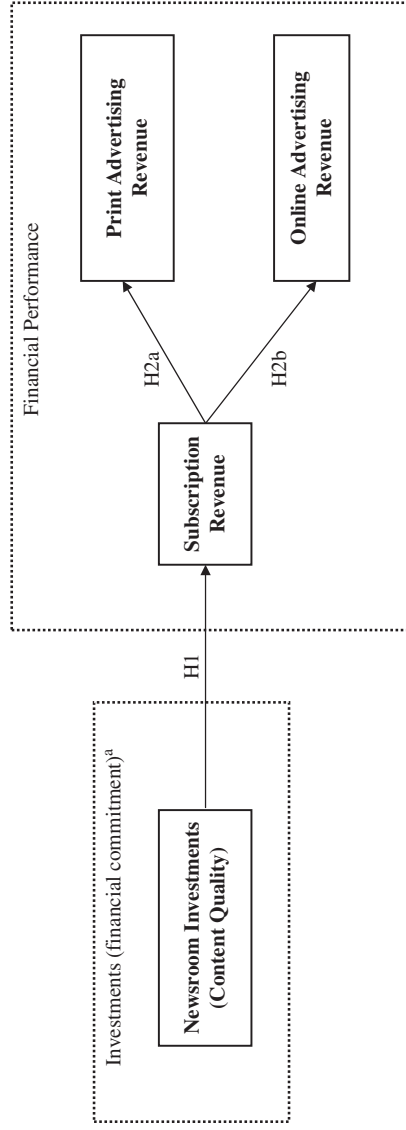 Investments (financial commitment)ᵃ
Newsroom Investments
(Content Quality)
H1
Financial Performance
Subscription
Revenue
H2a
H2b
Print Advertising
Revenue
Online Advertising
Revenue